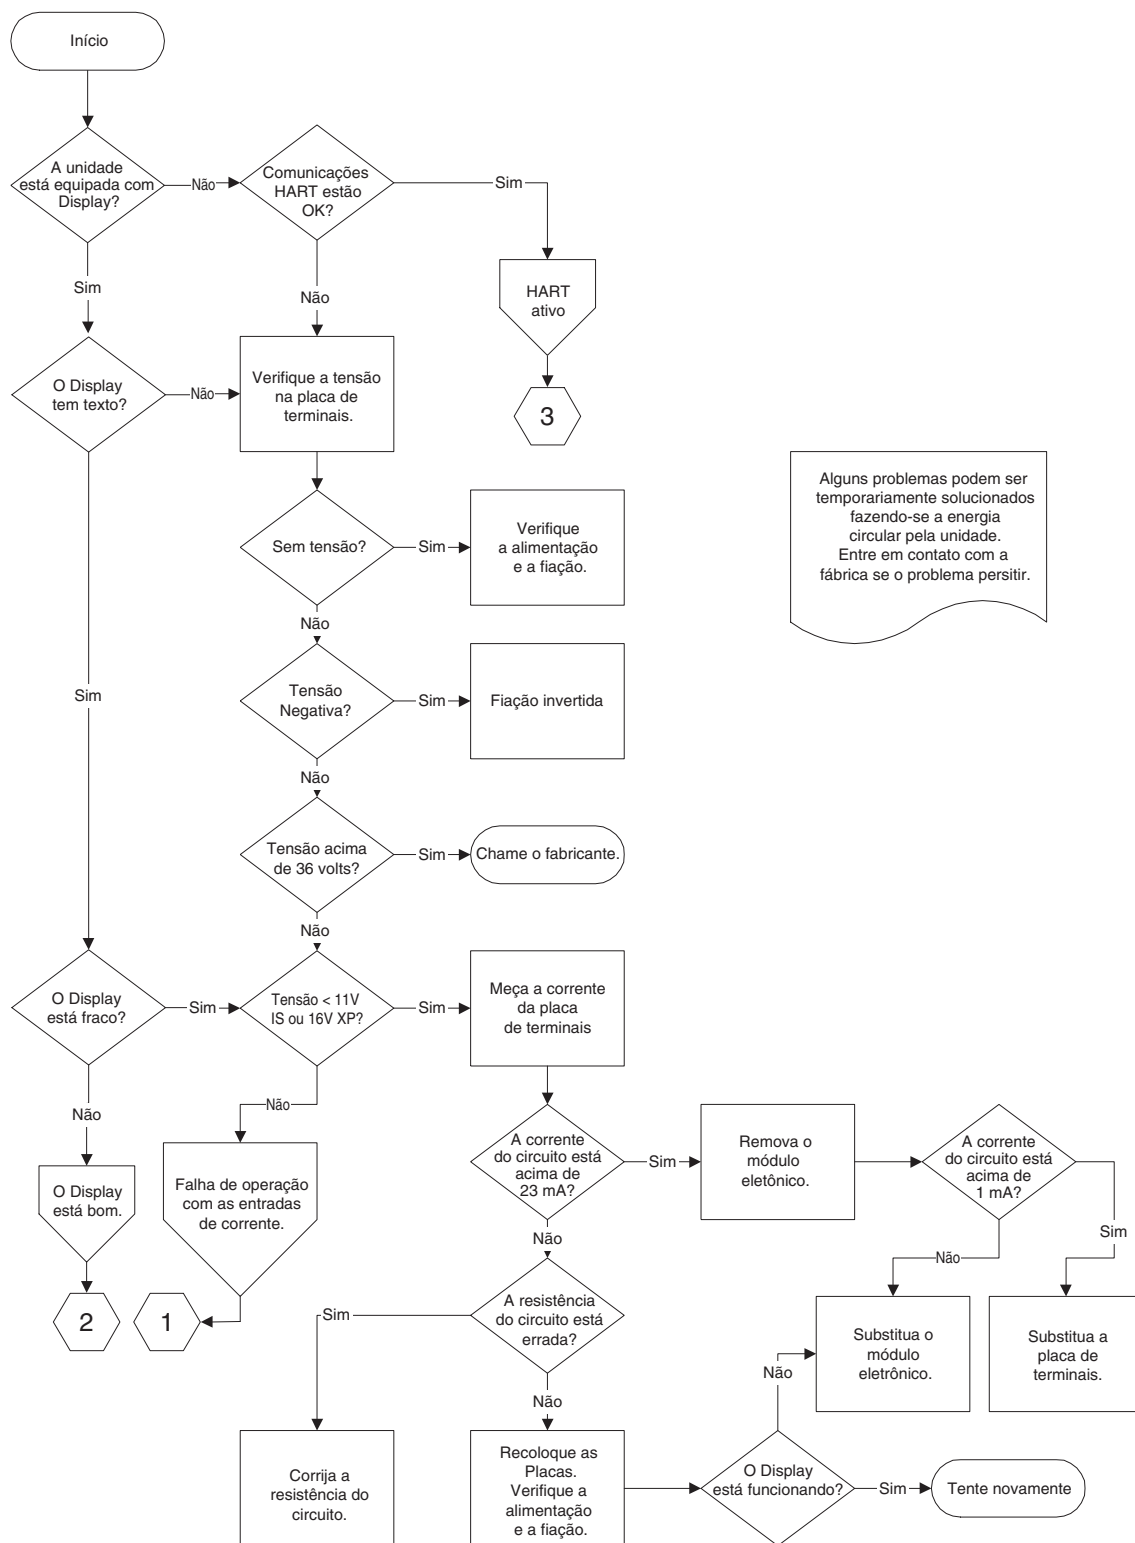 Início
A unidade
está equipada com
Display?
Não
Comunicações
HART estão
OK?
Sim
Sim
Não
HART
ativo
O Display
tem texto?
Não
Verifique a tensão
na placa de
terminais.
3
Alguns problemas podem ser
temporariamente solucionados
fazendo-se a energia
circular pela unidade.
Entre em contato com a
fábrica se o problema persitir.
Sem tensão?
Sim
Verifique
a alimentação
e a fiação.
Não
Sim
Tensão
Negativa?
Sim
Fiação invertida
Não
Tensão acima
de 36 volts?
Sim
Chame o fabricante.
Não
O Display
está fraco?
Sim
Tensão < 11V
IS ou 16V XP?
Sim
Meça a corrente
da placa
de terminais
Não
Não
O Display
está bom.
Falha de operação
com as entradas
de corrente.
A corrente
do circuito está
acima de
23 mA?
Sim
Remova o
módulo
eletônico.
A corrente
do circuito está
acima de
1 mA?
Sim
Não
Não
2
1
A resistência
do circuito está
errada?
Sim
Substitua o
módulo
eletrônico.
Substitua a
placa de
terminais.
Não
Não
Corrija a
resistência do
circuito.
Recoloque as
Placas.
Verifique a
alimentação
e a fiação.
O Display
está funcionando?
Sim
Tente novamente